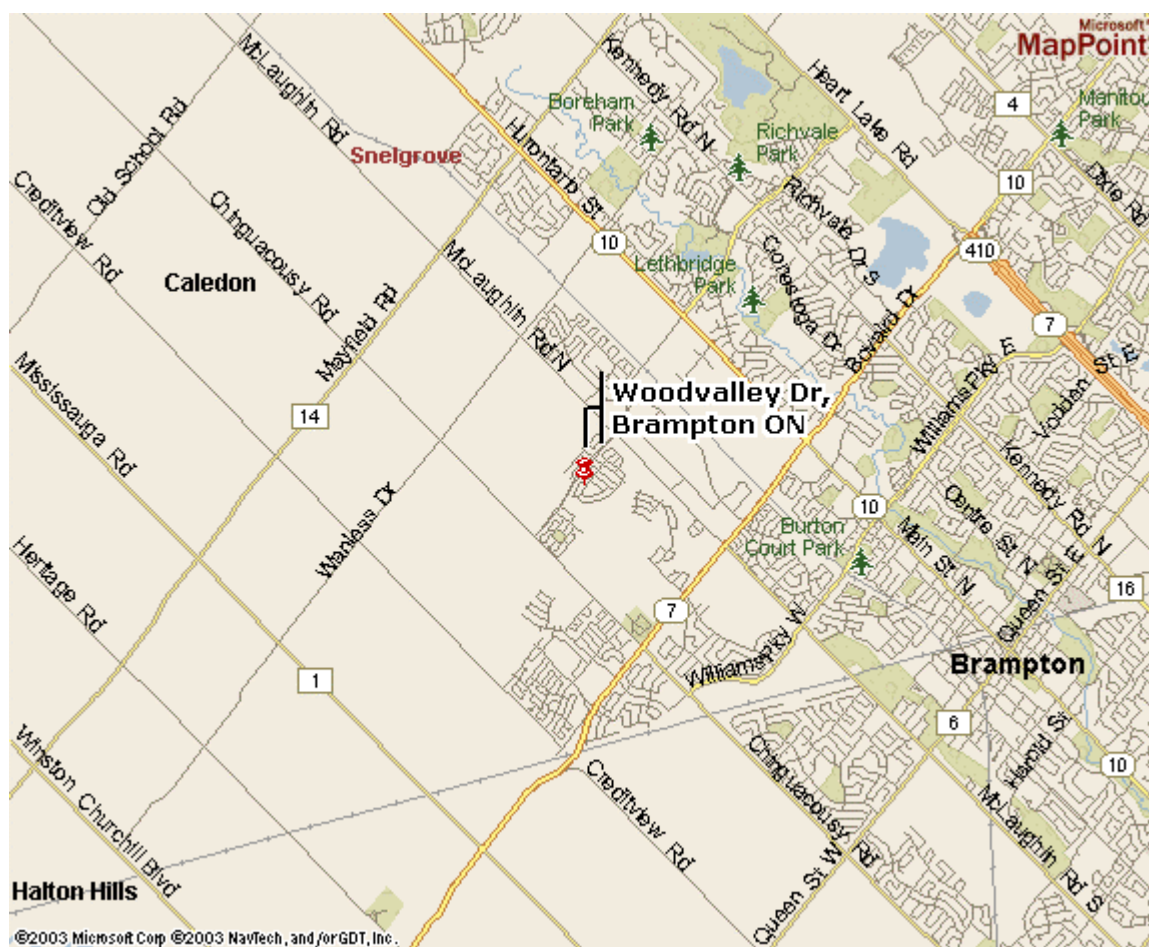 Microsoft
MapPoint
McLaughlin Rd
Old School Rd
Snelgrove
Boreham
Park
Kennedy Rd N
Richvale
Park
Heart Lake Rd
4
Manitou
Park
Dixie Rd
10
Creditview Rd
Chinguacousy Rd
Hurontario St
10
Richvale Dr S
410
Caledon
Mayfield Rd
McLaughlin Rd N
Lethbridge
Park
Conestoga Dr
Bovaird Dr
7
Mississauga Rd
14
Woodvalley Dr,
Brampton ON
Williams Pky E
Vodden St E
Kennedy Rd N
Wanless Dr
10
Burton
Court Park
Main St N
Centre St N
Queen St E
16
Heritage Rd
7
Williams Pky W
Brampton
1
6
Harold St
10
Winston Churchill Blvd
Creditview Rd
Chinguacousy Rd
McLaughlin Rd S
Queen St W
Halton Hills
©2003 Microsoft Corp ©2003 NavTech, and/or GDT, Inc.